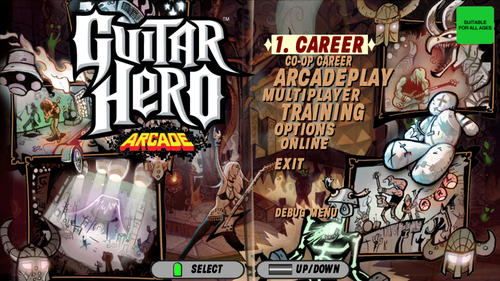 GUITAR
HERO
™
ARCADE
SUITABLE
FOR ALL AGES
1. CAREER
CO-OP CAREER
ARCADEPLAY
MULTIPLAYER
TRAINING
OPTIONS
ONLINE
EXIT
DEBUG MENU
SELECT
UP/DOWN